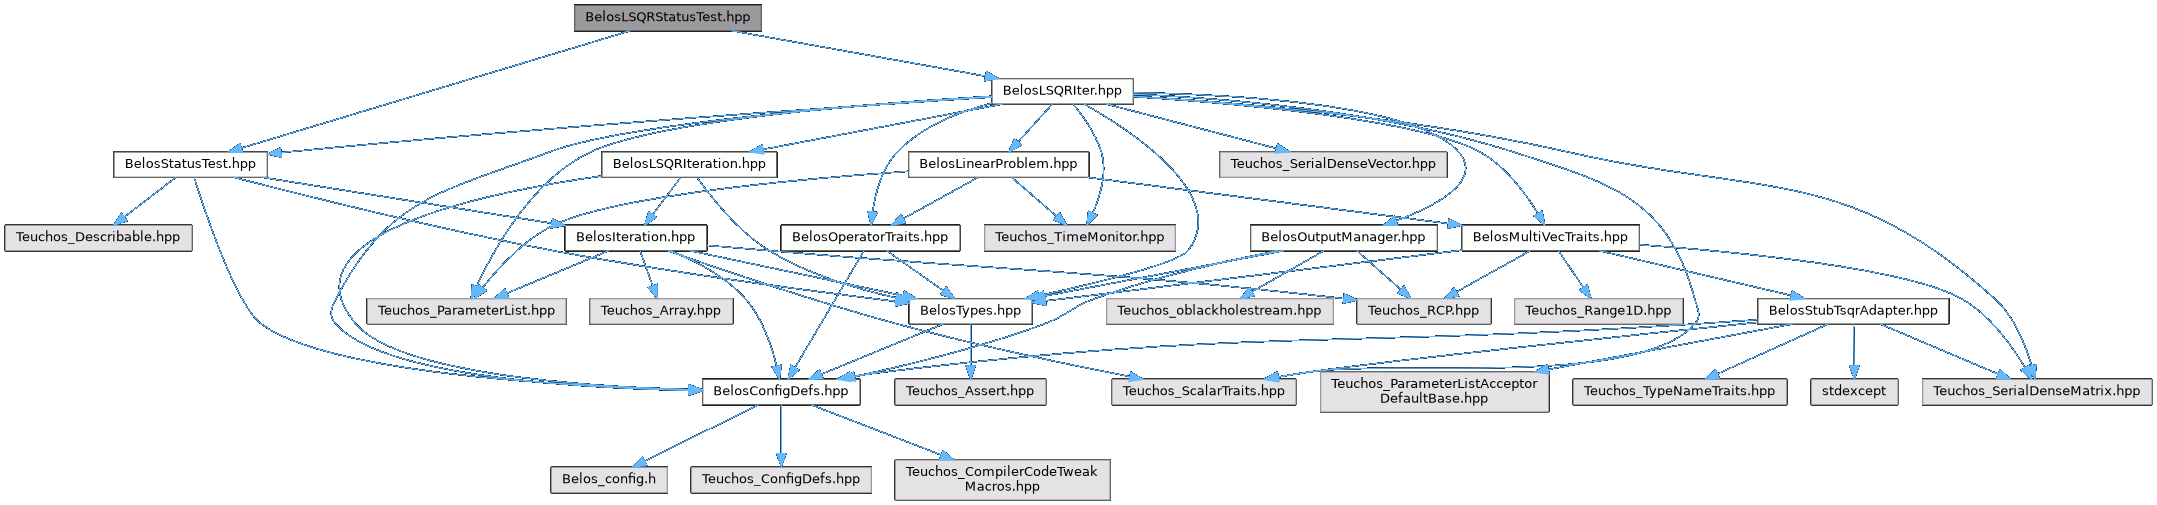 BelosLSQRStatusTest.hpp
BelosLSQRIter.hpp
BelosStatusTest.hpp
BelosLSQRIteration.hpp
BelosLinearProblem.hpp
Teuchos_SerialDenseVector.hpp
Teuchos_Describable.hpp
BelosIteration.hpp
BelosOperatorTraits.hpp
Teuchos_TimeMonitor.hpp
BelosOutputManager.hpp
BelosMultiVecTraits.hpp
Teuchos_ParameterList.hpp
Teuchos_Array.hpp
BelosTypes.hpp
Teuchos_oblackholestream.hpp
Teuchos_RCP.hpp
Teuchos_Range1D.hpp
BelosStubTsqrAdapter.hpp
BelosConfigDefs.hpp
Teuchos_Assert.hpp
Teuchos_ScalarTraits.hpp
Teuchos_ParameterListAcceptor
DefaultBase.hpp
Teuchos_TypeNameTraits.hpp
stdexcept
Teuchos_SerialDenseMatrix.hpp
Belos_config.h
Teuchos_ConfigDefs.hpp
Teuchos_CompilerCodeTweak
Macros.hpp